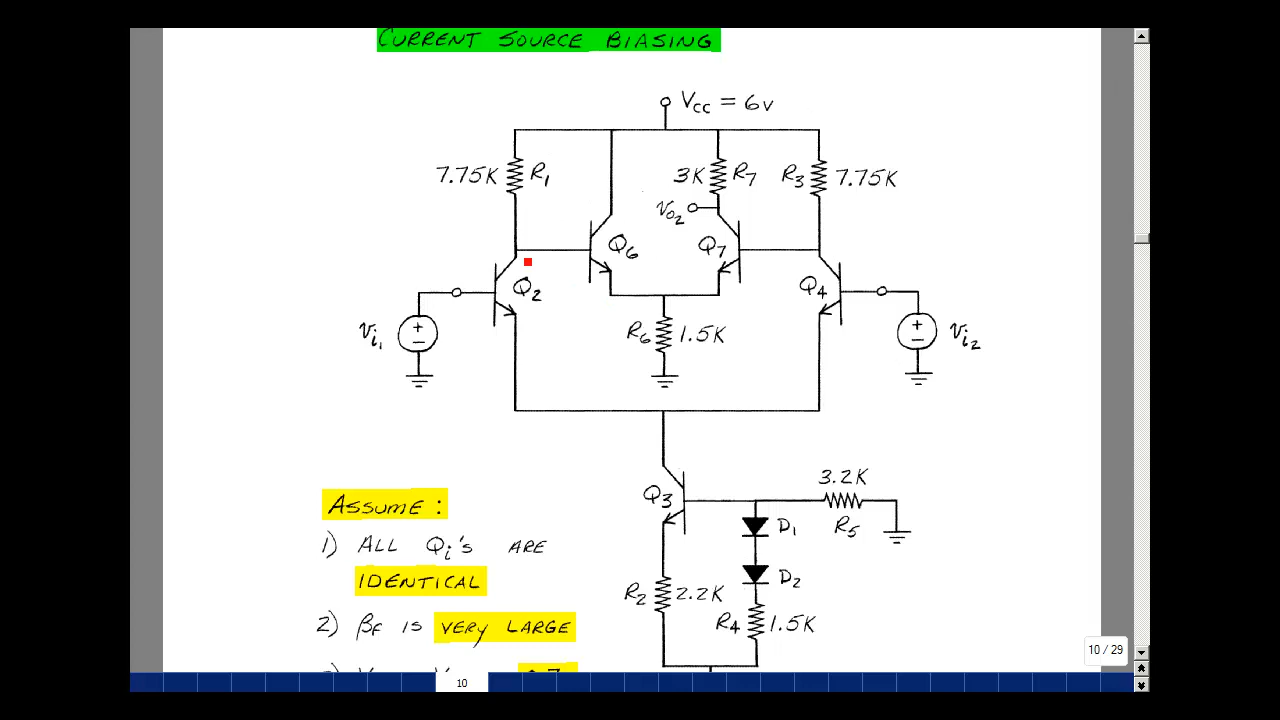 CURRENT SOURCE BIASING
Vcc = 6V
7.75K R1
3K R7
R3 7.75K
Vo2
Q6
Q7
Q2
Q4
+
−
Vi1
R6 1.5K
+
−
Vi2
Q3
3.2K
R5
D1
D2
R2 2.2K
R4 1.5K
ASSUME :
1) ALL Qi's ARE
IDENTICAL
2) βF IS VERY LARGE
10 / 29
10